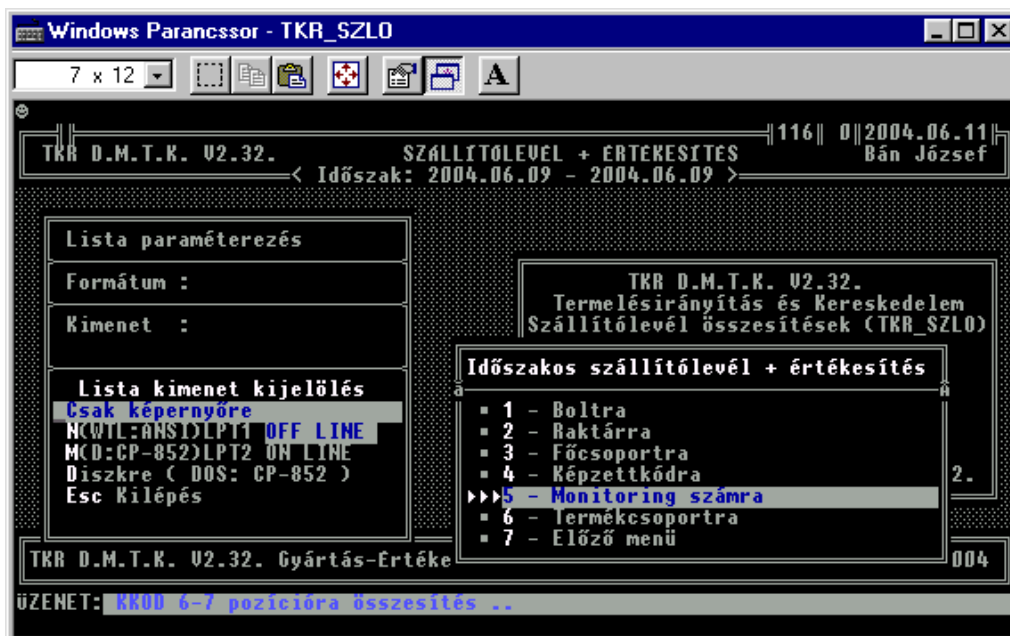 Windows Parancssor - TKR_SZLO
7 x 12
A
116 0 2004.06.11
TKR D.M.T.K. V2.32. SZÁLLÍTÓLEVÉL + ÉRTÉKESÍTÉS Bán József
< Időszak: 2004.06.09 - 2004.06.09 >
Lista paraméterezés
Formátum :
Kimenet :
TKR D.M.T.K. V2.32.
Termelésirányítás és Kereskedelem
Szállítólevél összesítések (TKR_SZLO)
2.
Lista kimenet kijelölés
Csak képernyőre
N(WTL:ANSI)LPT1 OFF LINE
M(D:CP-852)LPT2 ON LINE
Diszkre ( DOS: CP-852 )
Esc Kilépés
Időszakos szállítólevél + értékesítés
1 - Boltra
2 - Raktárra
3 - Főcsoportra
4 - Képzettkódra
5 - Monitoring számra
6 - Termékcsoportra
7 - Előző menü
TKR D.M.T.K. V2.32. Gyártás-Értéke 004
üZENET: KKOD 6-7 pozícióra összesítés ..